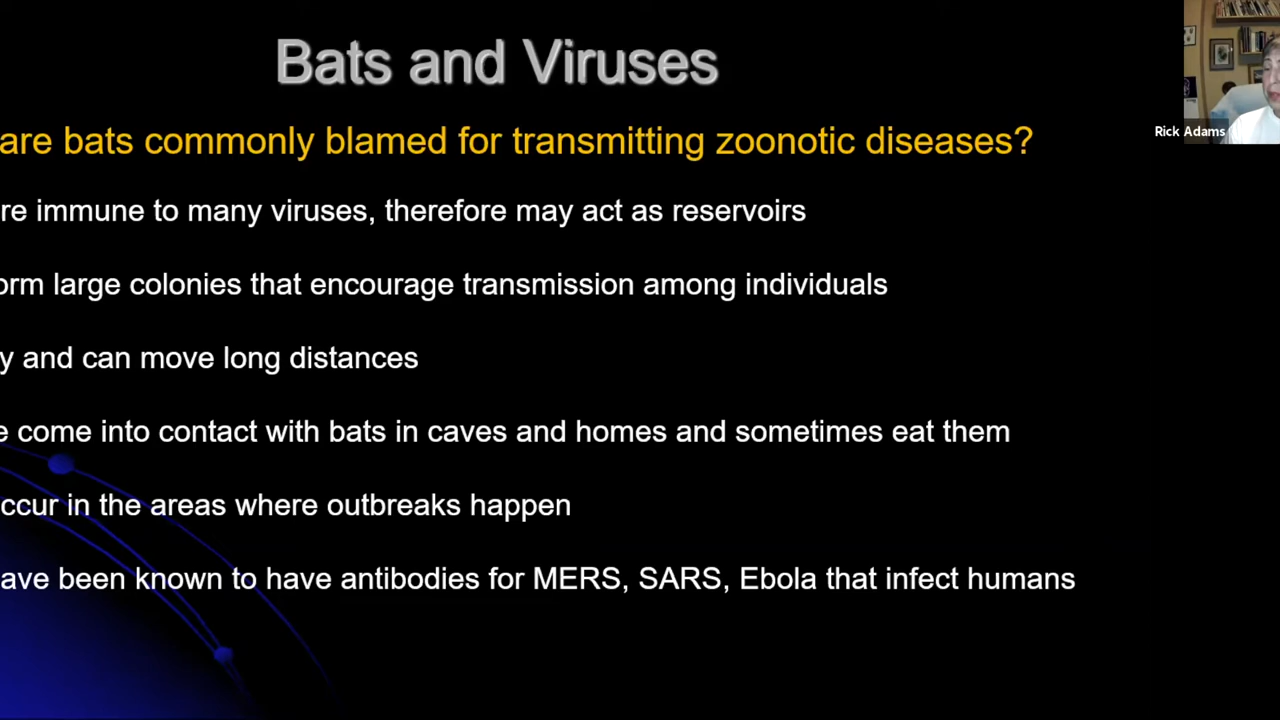 Bats and Viruses
are bats commonly blamed for transmitting zoonotic diseases?
Rick Adams
re immune to many viruses, therefore may act as reservoirs
orm large colonies that encourage transmission among individuals
y and can move long distances
e come into contact with bats in caves and homes and sometimes eat them
ccur in the areas where outbreaks happen
ave been known to have antibodies for MERS, SARS, Ebola that infect humans